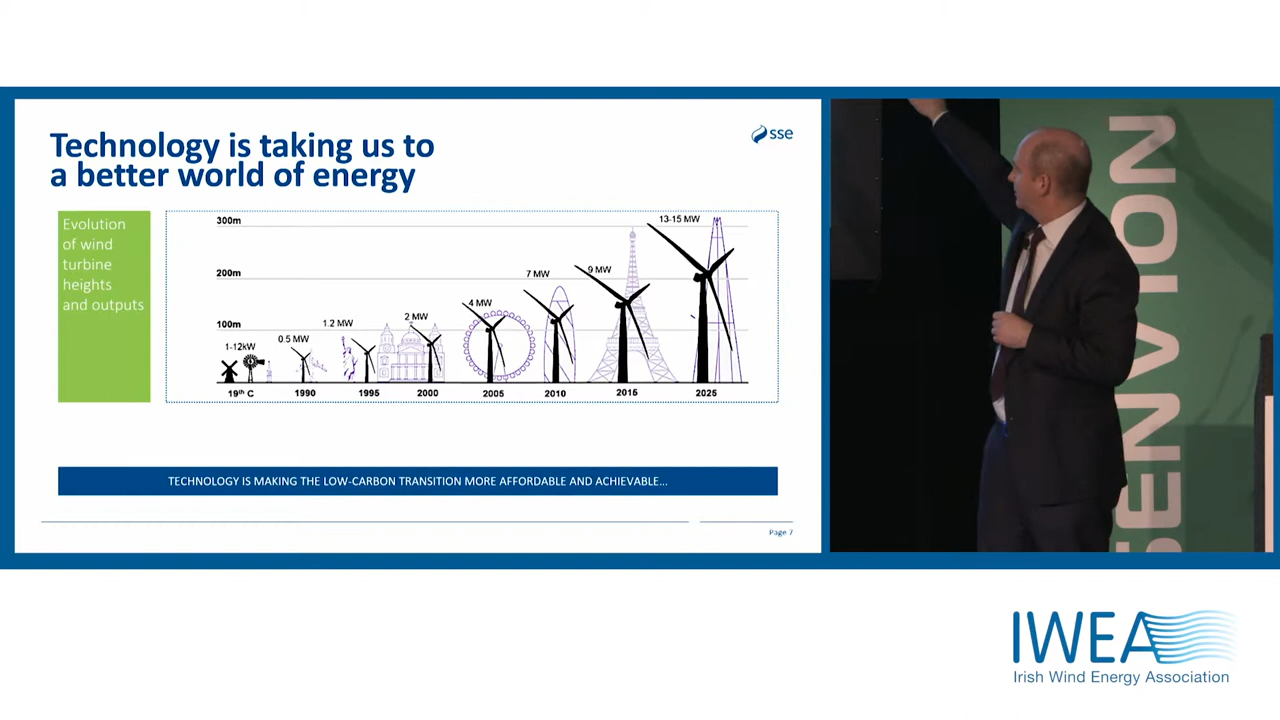 Technology is taking us to
a better world of energy
sse
Evolution
of wind
turbine
heights
and outputs
300m
200m
100m
1-12kW
0.5 MW
1.2 MW
2 MW
4 MW
7 MW
9 MW
13-15 MW
19th C
1990
1995
2000
2005
2010
2015
2025
TECHNOLOGY IS MAKING THE LOW-CARBON TRANSITION MORE AFFORDABLE AND ACHIEVABLE...
Page 7
SENVION
IWEA
Irish Wind Energy Association